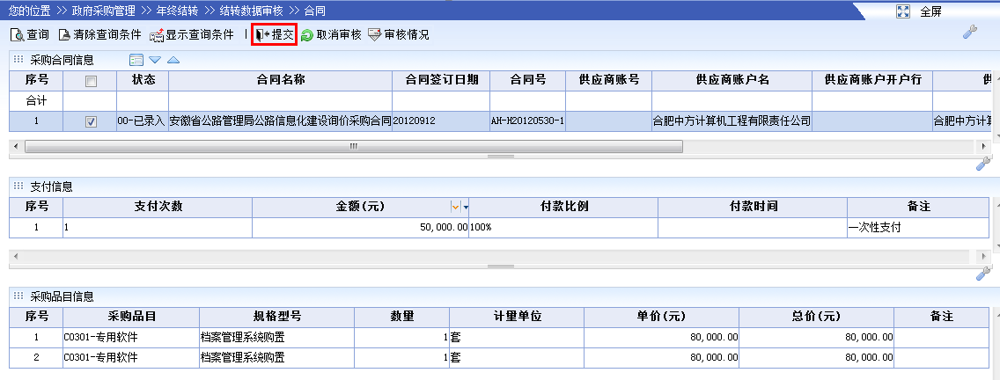 您的位置 >> 政府采购管理 >> 年终结转 >> 结转数据审核 >> 合同 全屏
查询 清除查询条件 显示查询条件 提交 取消审核 审核情况
采购合同信息
序号 状态 合同名称 合同签订日期 合同号 供应商账号 供应商账户名 供应商账户开户行 供
合计
1 00-已录入 安徽省公路管理局公路信息化建设询价采购合同 20120912 AH-H20120530-1 合肥中方计算机工程有限责任公司 合肥中方计算
支付信息
序号 支付次数 金额(元) 付款比例 付款时间 备注
1 1 50,000.00 100% 一次性支付
采购品目信息
序号 采购品目 规格型号 数量 计量单位 单价(元) 总价(元) 备注
1 C0301-专用软件 档案管理系统购置 1 套 80,000.00 80,000.00
2 C0301-专用软件 档案管理系统购置 1 套 80,000.00 80,000.00